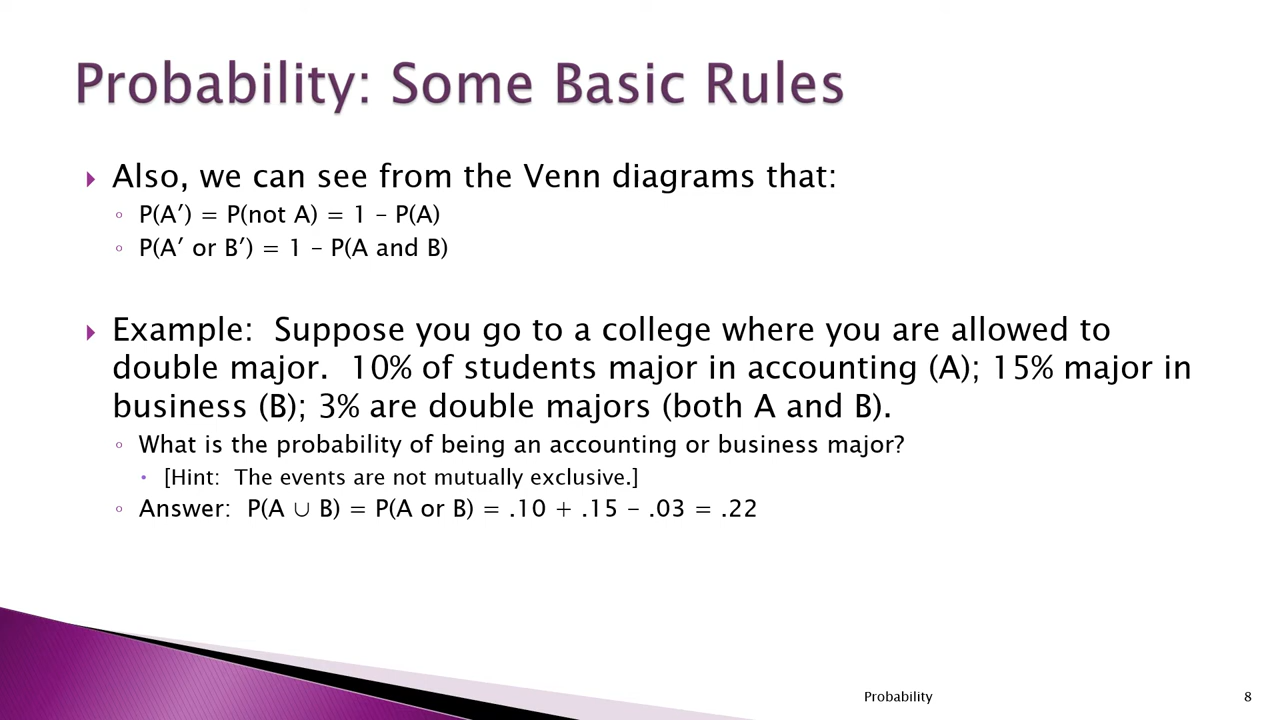 Probability: Some Basic Rules
Also, we can see from the Venn diagrams that:
P(A′) = P(not A) = 1 – P(A)
P(A′ or B′) = 1 – P(A and B)
Example:  Suppose you go to a college where you are allowed to
double major.  10% of students major in accounting (A); 15% major in
business (B); 3% are double majors (both A and B).
What is the probability of being an accounting or business major?
[Hint:  The events are not mutually exclusive.]
Answer:  P(A ∪ B) = P(A or B) = .10 + .15 – .03 = .22
Probability
8